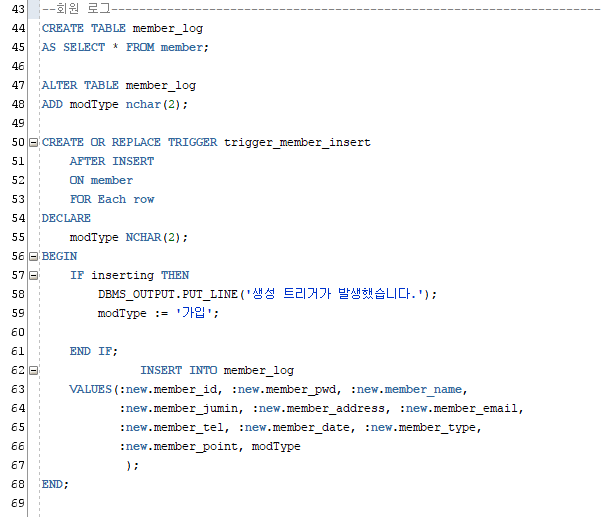 43 --회원 로그----------------------------------------------------------------------
44 CREATE TABLE member_log
45 AS SELECT * FROM member;
46
47 ALTER TABLE member_log
48 ADD modType nchar(2);
49
50 CREATE OR REPLACE TRIGGER trigger_member_insert
51     AFTER INSERT
52     ON member
53     FOR Each row
54 DECLARE
55     modType NCHAR(2);
56 BEGIN
57     IF inserting THEN
58         DBMS_OUTPUT.PUT_LINE('생성 트리거가 발생했습니다.');
59         modType := '가입';
60
61     END IF;
62               INSERT INTO member_log
63     VALUES(:new.member_id, :new.member_pwd, :new.member_name,
64            :new.member_jumin, :new.member_address, :new.member_email,
65            :new.member_tel, :new.member_date, :new.member_type,
66            :new.member_point, modType
67             );
68 END;
69